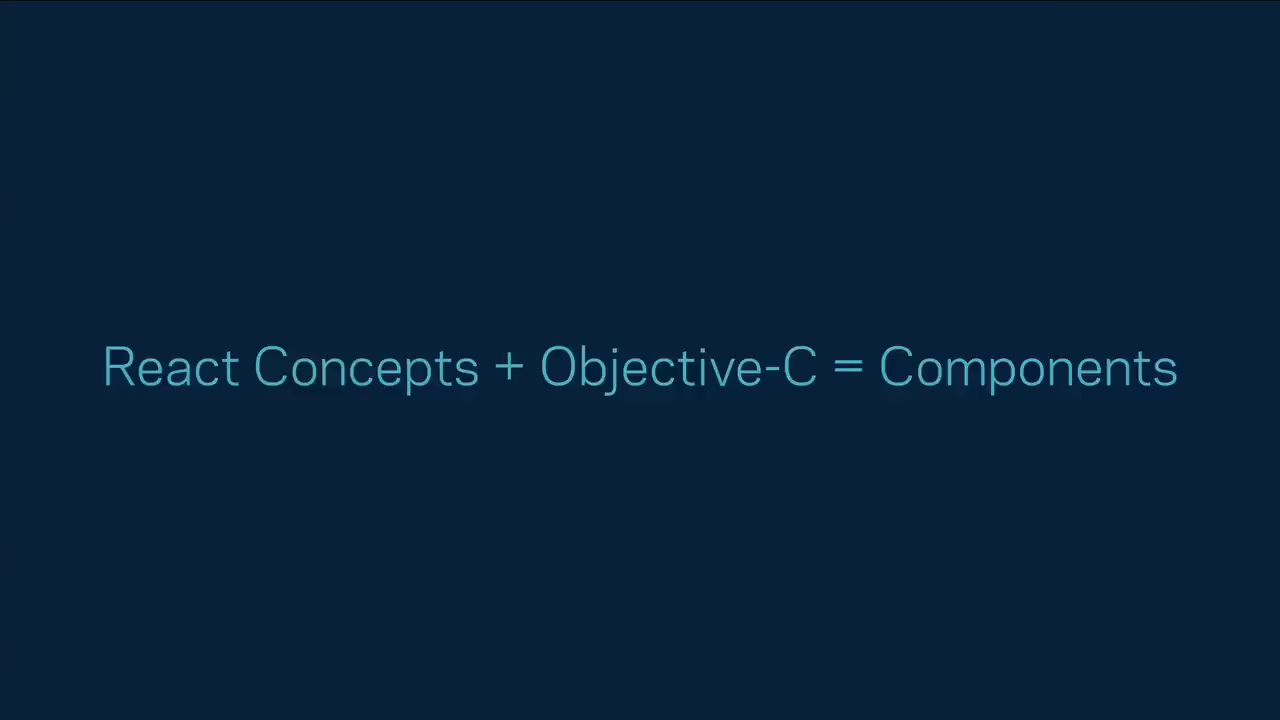 React Concepts + Objective-C = Components